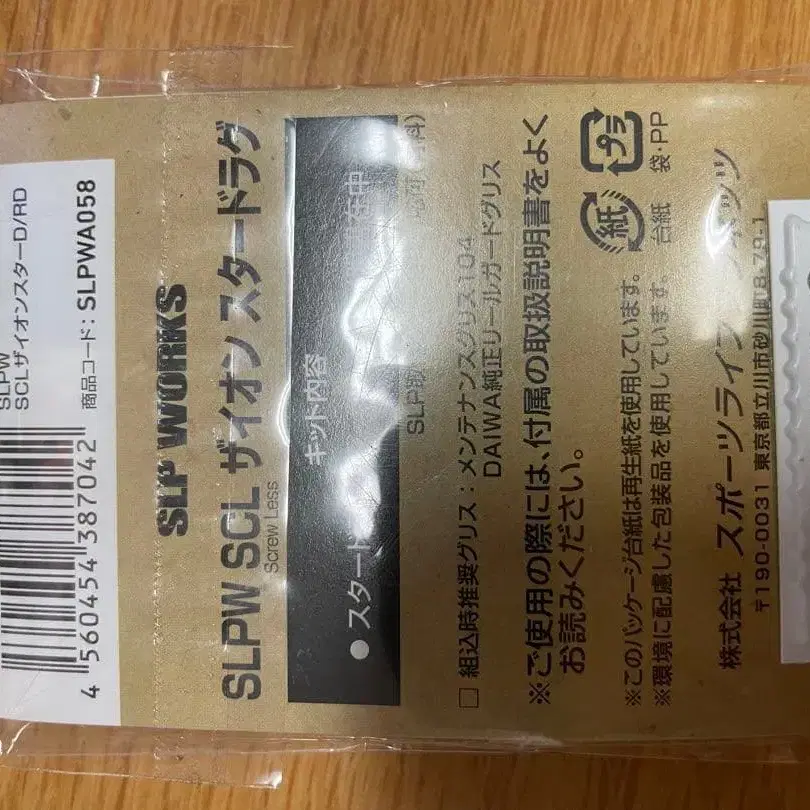 SLPW
SCLザイオンスターD/RD
商品コード：SLPWA058
4 560454 387042
SLP WORKS
SLPW SCL ザイオン スタードラグ
Screw Less
キット内容
●スタード
SLP取
□ 組込時推奨グリス：メンテナンスグリス104
DAIWA純正リールガードグリス
※ご使用の際には、付属の取扱説明書をよく
お読みください。
※このパッケージ台紙は再生紙を使用しています。
※環境に配慮した包装品を使用しています。
紙
台紙
プラ
袋・PP
株式会社 スポーツライフ
〒190-0031 東京都立川市砂川町8-79-1